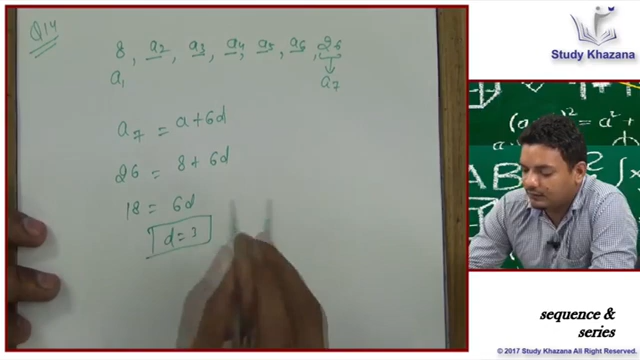 Q14
8, a2, a3, a4, a5, a6, 26
a1
a7
a7 = a + 6d
26 = 8 + 6d
18 = 6d
d = 3
Study Khazana
sequence &
series
© 2017 Study Khazana. All Right Reserved.